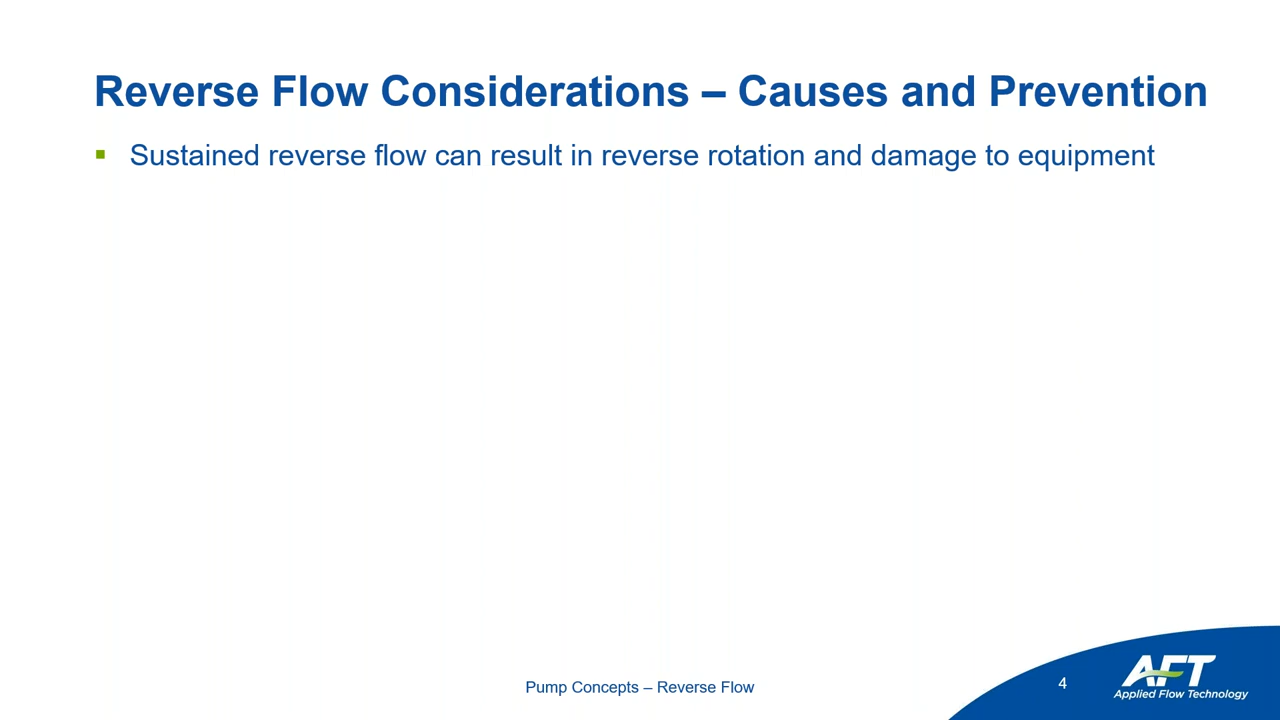 Reverse Flow Considerations – Causes and Prevention
▪ Sustained reverse flow can result in reverse rotation and damage to equipment
Pump Concepts – Reverse Flow
4
AFT
Applied Flow Technology